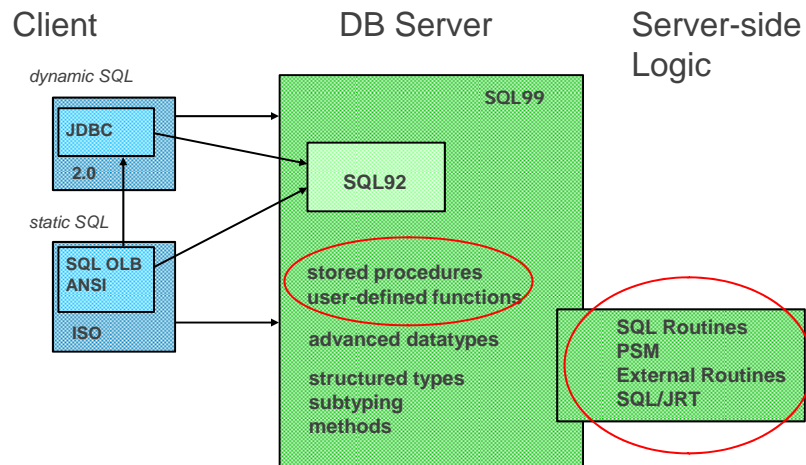 Client
DB Server
Server-side
Logic
dynamic SQL
JDBC
2.0
static SQL
SQL OLB
ANSI
ISO
SQL99
SQL92
stored procedures
user-defined functions
advanced datatypes
structured types
subtyping
methods
SQL Routines
PSM
External Routines
SQL/JRT